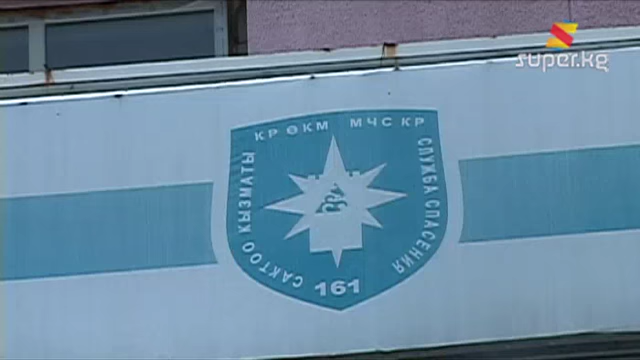 super.kg
КР ӨКМ МЧС КР
САКТОО КЫЗМАТЫ
СЛУЖБА СПАСЕНИЯ
161